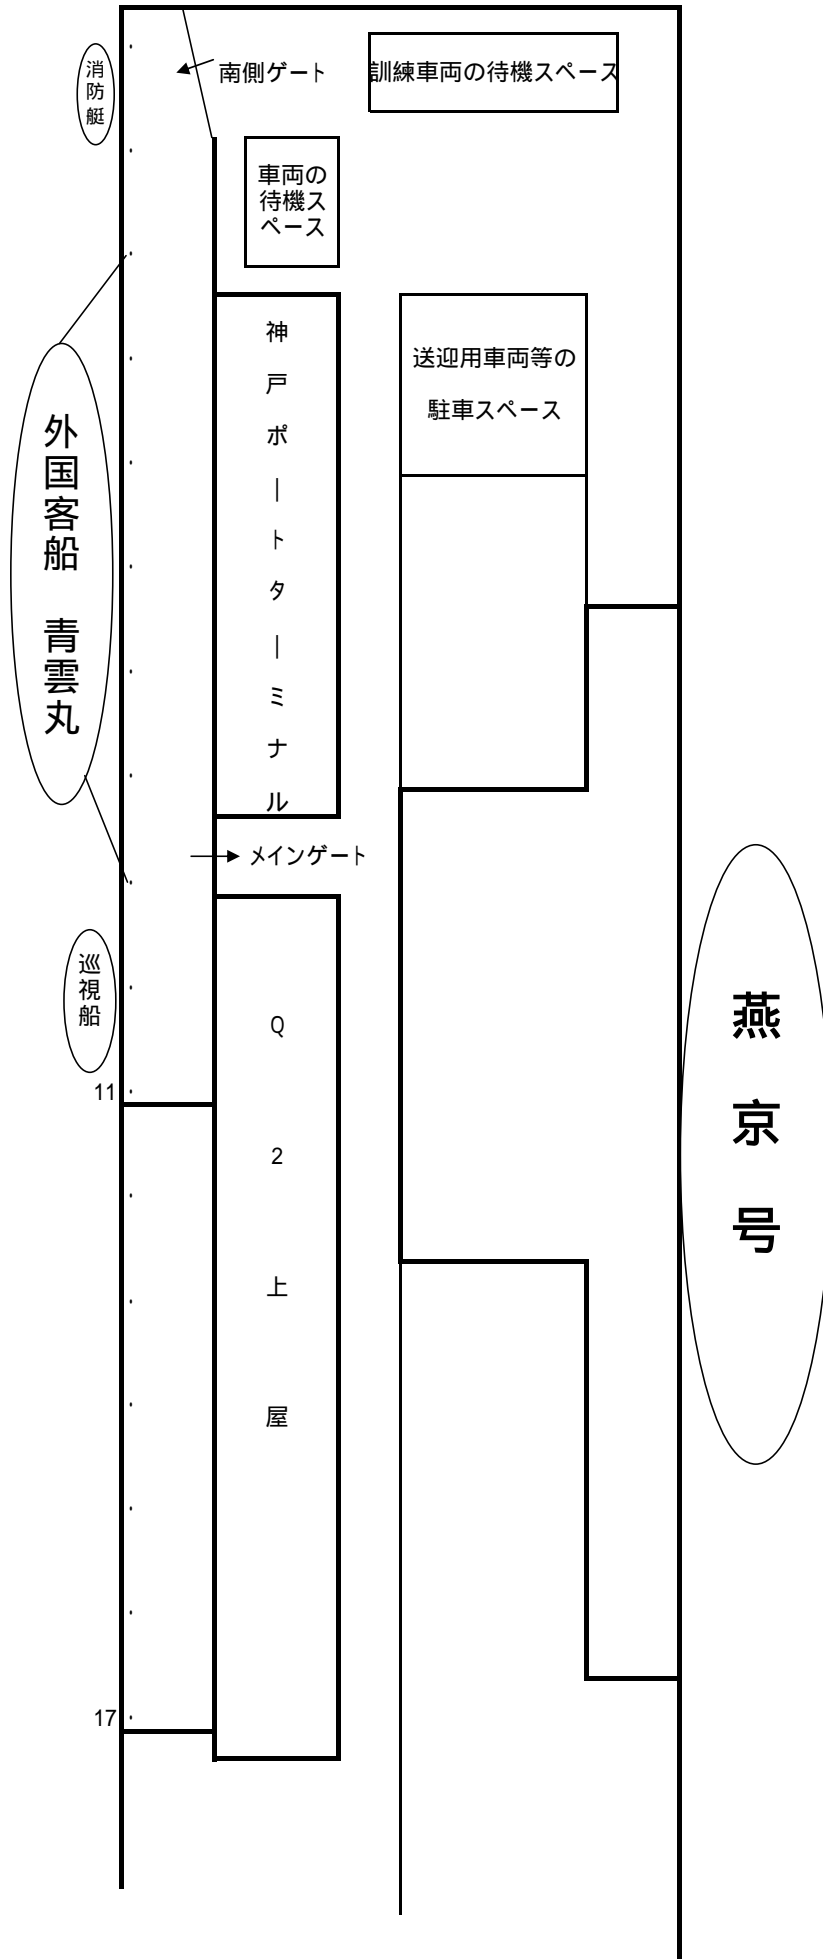 消防艇
南側ゲート
訓練車両の待機スペース
車両の
待機ス
ペース
神戸ポートターミナル
送迎用車両等の
駐車スペース
外国客船 青雲丸
メインゲート
巡視船
11
Q2上屋
燕京号
17